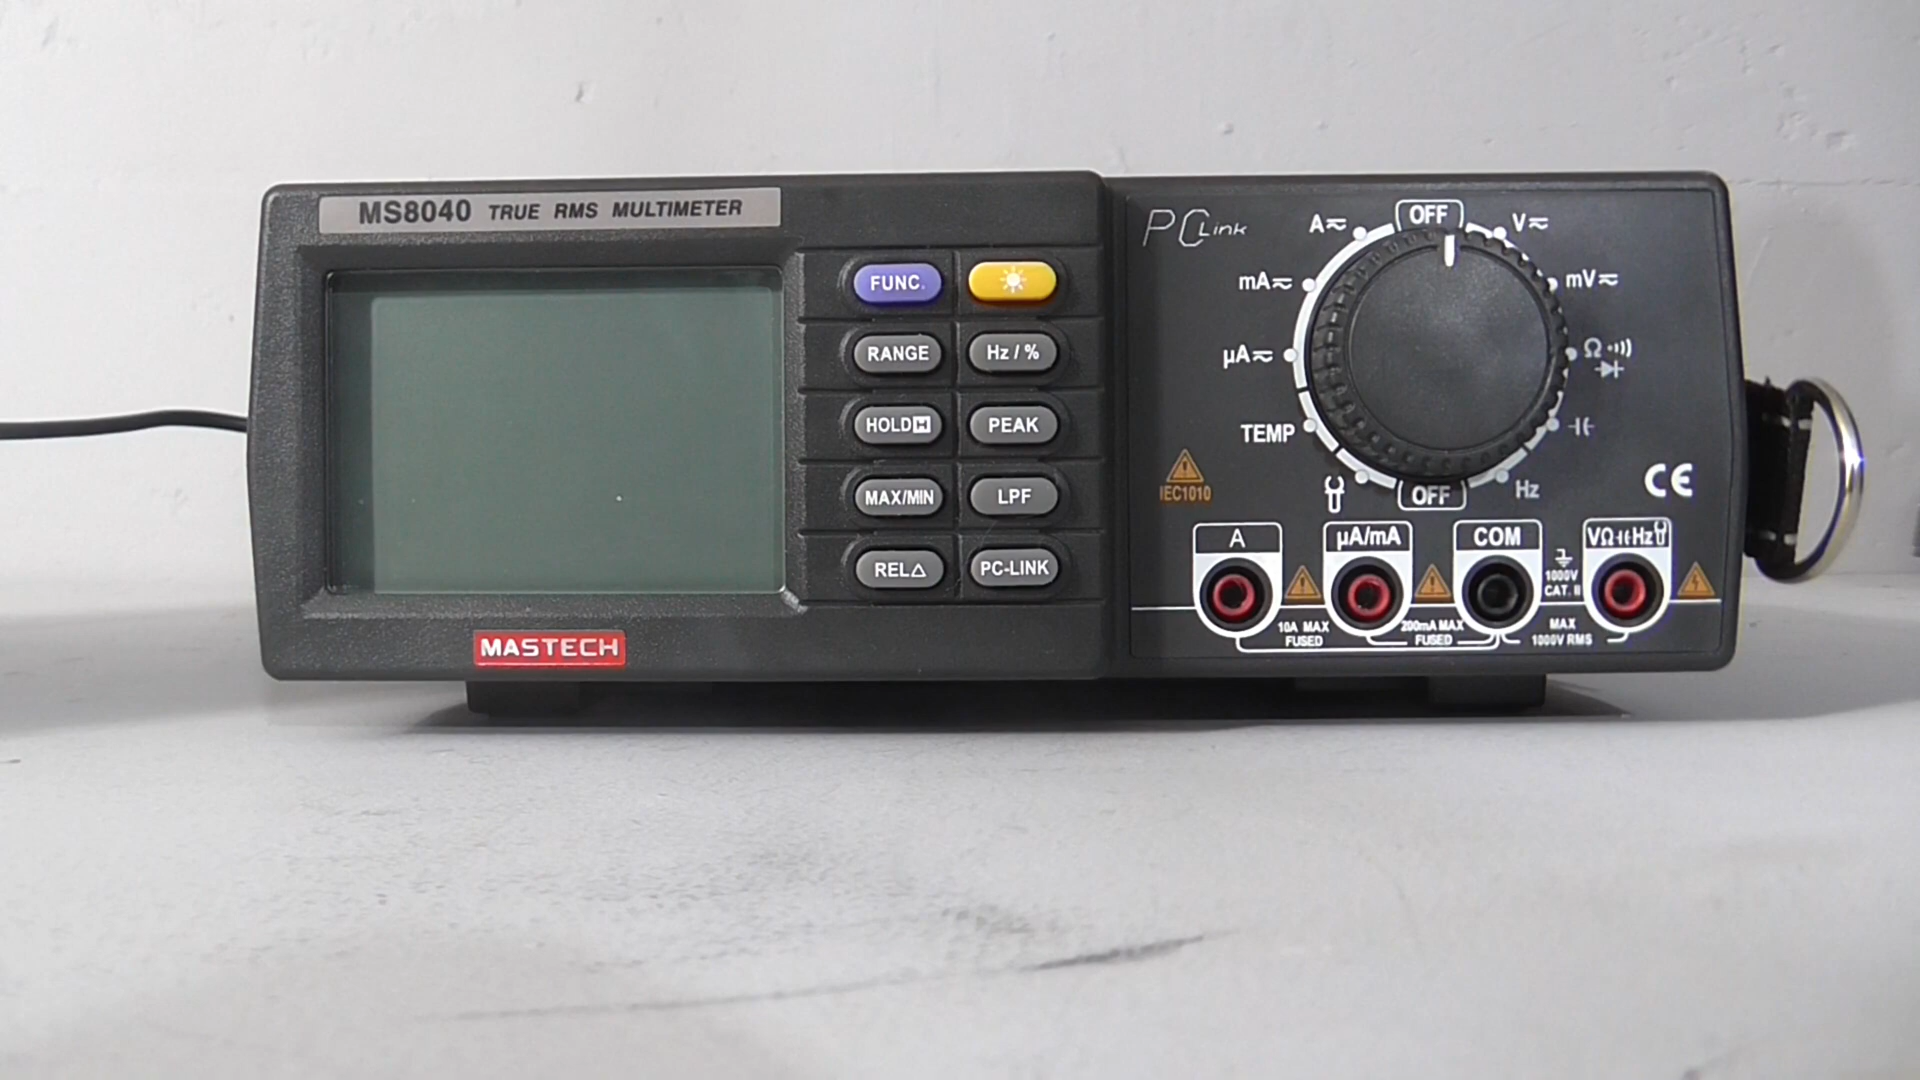 MS8040 TRUE RMS MULTIMETER
FUNC.
RANGE
Hz / %
HOLD H
PEAK
MAX/MIN
LPF
REL△
PC-LINK
MASTECH
PC Link
OFF
A
V
mA
mV
µA
Ω
TEMP
Hz
OFF
IEC1010
CE
A
µA/mA
COM
VΩHz
1000V
CAT. II
10A MAX
FUSED
200mA MAX
FUSED
MAX
1000V RMS